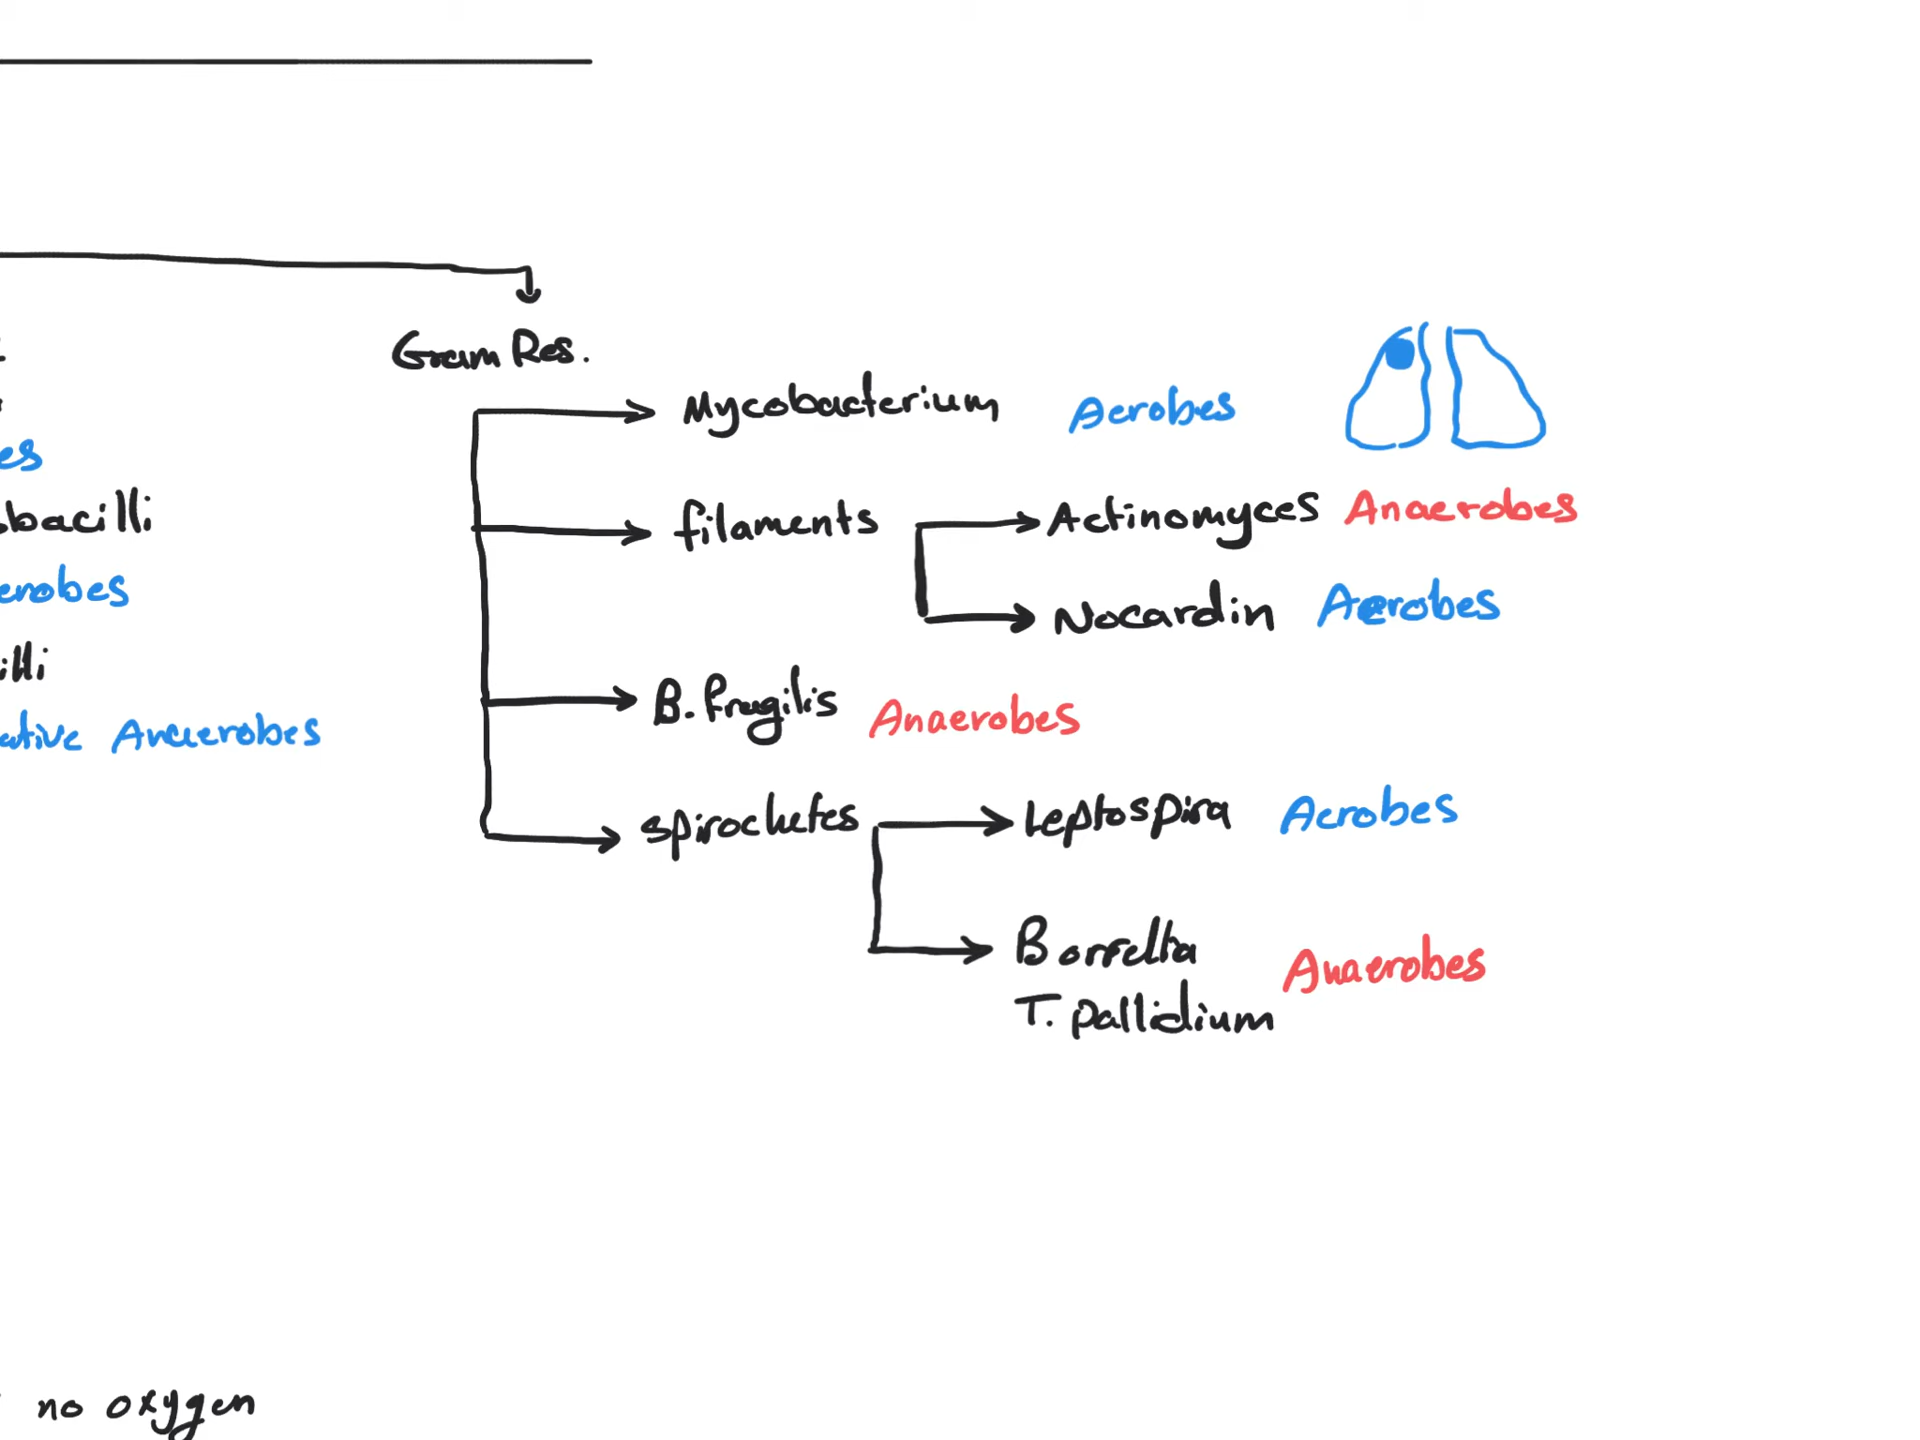 Gram Res.
Mycobacterium Aerobes
es
bacilli
filaments Actinomyces Anaerobes
erobes
Nocardin Aerobes
illi
B. fragilis Anaerobes
ative Anaerobes
spirochetes Leptospira Aerobes
Borrelia Anaerobes
T. pallidium
no oxygen